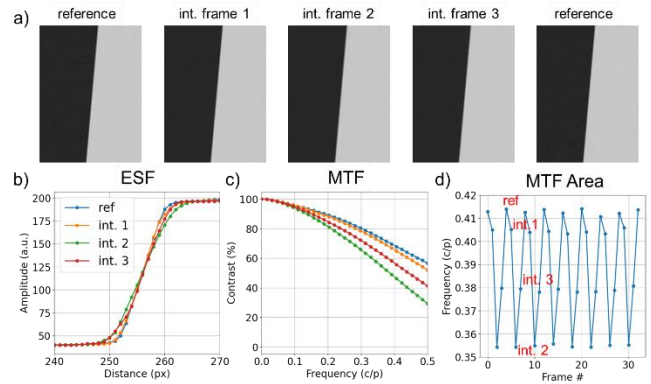 a)
reference
int. frame 1
int. frame 2
int. frame 3
reference
b)
ESF
200
175
150
125
100
75
50
Amplitude (a.u.)
ref
int. 1
int. 2
int. 3
240
250
260
270
Distance (px)
c)
MTF
100
80
60
40
20
0
Contrast (%)
0.0
0.1
0.2
0.3
0.4
0.5
Frequency (c/p)
d)
MTF Area
0.42
0.41
0.40
0.39
0.38
0.37
0.36
0.35
Frequency (c/p)
ref
int 1
int. 3
int. 2
0
10
20
30
Frame #